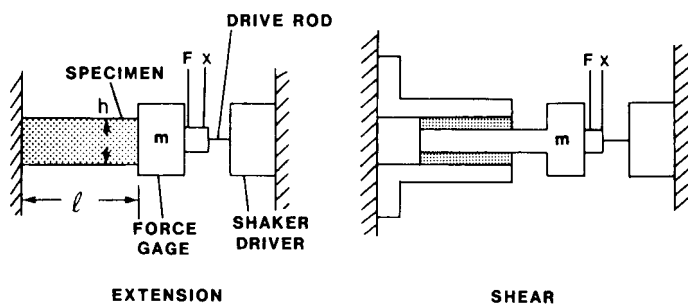 DRIVE ROD
F X
SPECIMEN
h
m
l
FORCE
GAGE
SHAKER
DRIVER
EXTENSION
F X
m
SHEAR